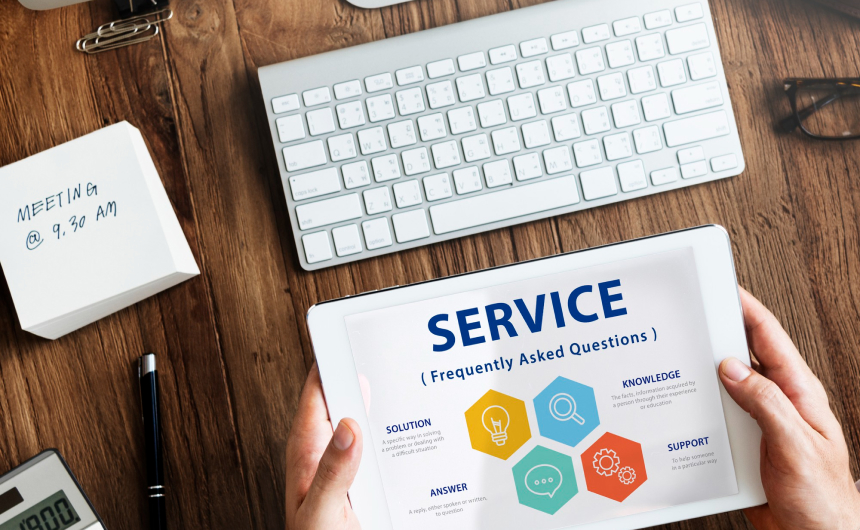 MEETING
@ 9.30 AM
SERVICE
( Frequently Asked Questions )
SOLUTION
A specific way in solving
a problem or dealing with
a difficult situation
KNOWLEDGE
The facts, information acquired by
a person through their experience
or education
ANSWER
A reply, either spoken or written,
to question
SUPPORT
To help someone
in a particular way